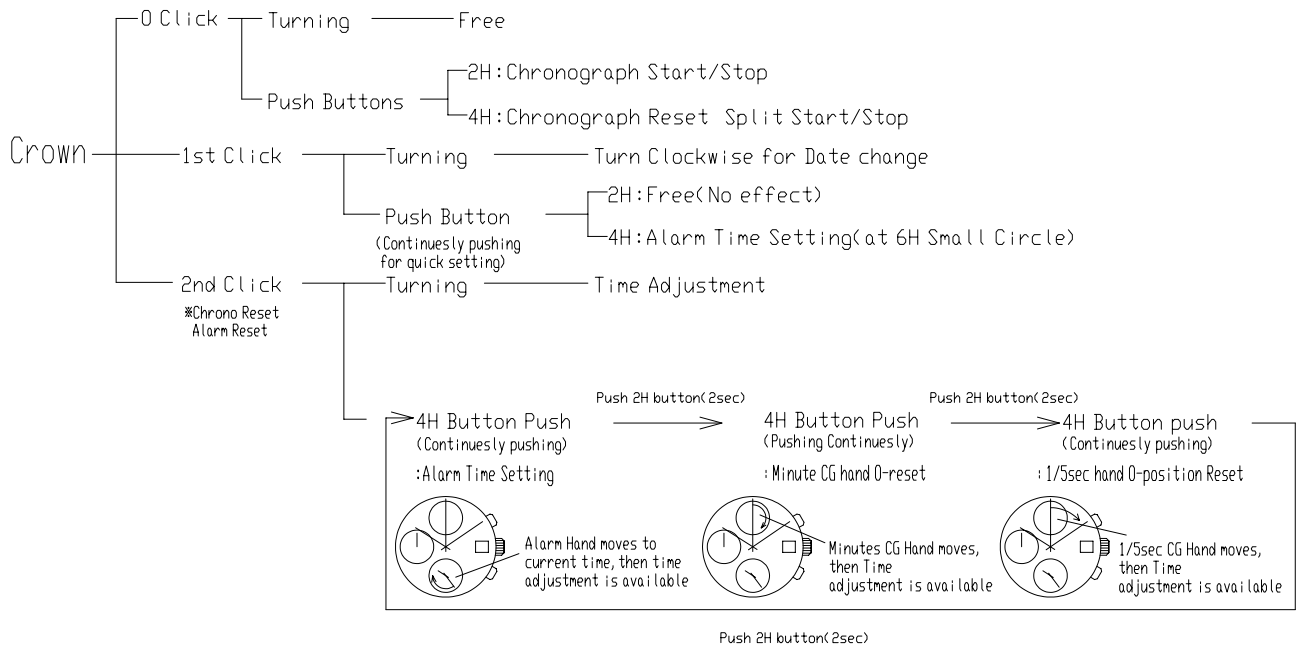 0 Click
Turning
Free
Push Buttons
2H:Chronograph Start/Stop
4H:Chronograph Reset Split Start/Stop
Crown
1st Click
Turning
Turn Clockwise for Date change
Push Button
(Continuesly pushing
for quick setting)
2H:Free(No effect)
4H:Alarm Time Setting(at 6H Small Circle)
2nd Click
※Chrono Reset
Alarm Reset
Turning
Time Adjustment
4H Button Push
(Continuesly pushing)
:Alarm Time Setting
Push 2H button(2sec)
4H Button Push
(Pushing Continuesly)
:Minute CG hand 0-reset
Push 2H button(2sec)
4H Button push
(Continuesly pushing)
:1/5sec hand 0-position Reset
Alarm Hand moves to
current time, then time
adjustment is available
Minutes CG Hand moves,
then Time
adjustment is available
1/5sec CG Hand moves,
then Time
adjustment is available
Push 2H button(2sec)